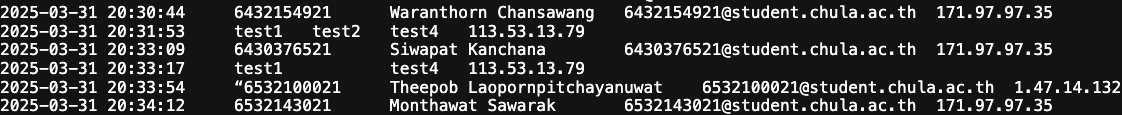 2025-03-31 20:30:44 6432154921 Waranthorn Chansawang 6432154921@student.chula.ac.th 171.97.97.35
2025-03-31 20:31:53 test1 test2 test4 113.53.13.79
2025-03-31 20:33:09 6430376521 Siwapat Kanchana 6430376521@student.chula.ac.th 171.97.97.35
2025-03-31 20:33:17 test1 test4 113.53.13.79
2025-03-31 20:33:54 “6532100021 Theepob Laopornpitchayanuwat 6532100021@student.chula.ac.th 1.47.14.132
2025-03-31 20:34:12 6532143021 Monthawat Sawarak 6532143021@student.chula.ac.th 171.97.97.35